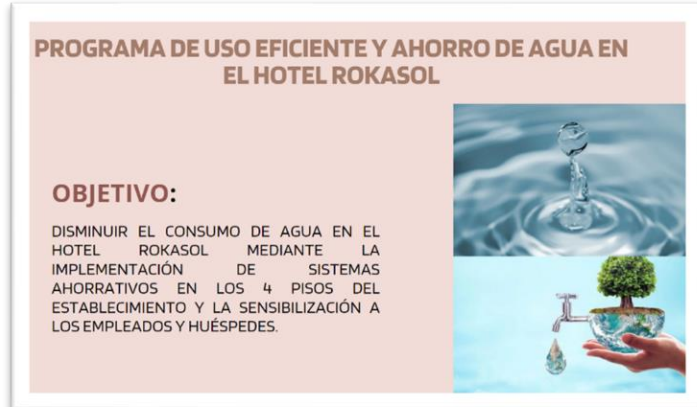 PROGRAMA DE USO EFICIENTE Y AHORRO DE AGUA EN
EL HOTEL ROKASOL
OBJETIVO:
DISMINUIR EL CONSUMO DE AGUA EN EL
HOTEL ROKASOL MEDIANTE LA
IMPLEMENTACIÓN DE SISTEMAS
AHORRATIVOS EN LOS 4 PISOS DEL
ESTABLECIMIENTO Y LA SENSIBILIZACIÓN A
LOS EMPLEADOS Y HUÉSPEDES.